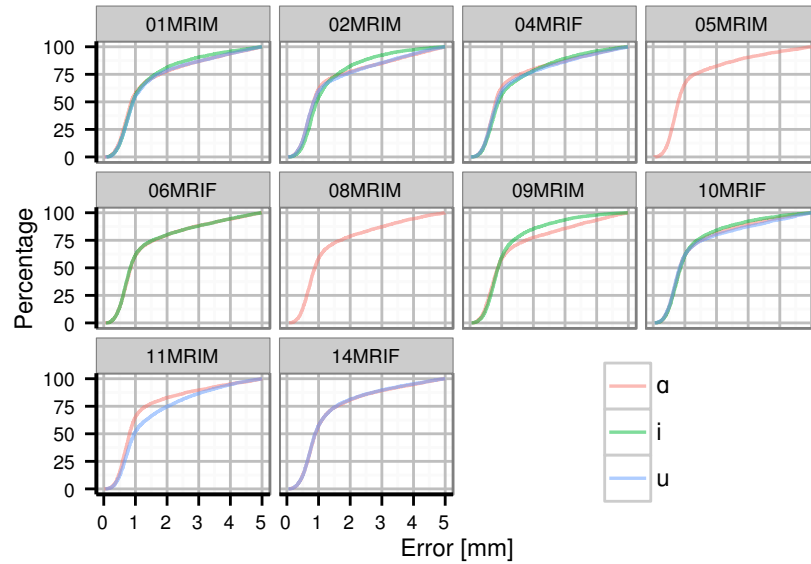 01MRIM 02MRIM 04MRIF 05MRIM
100
75
50
25
0
06MRIF 08MRIM 09MRIM 10MRIF
100
75
50
25
0
11MRIM 14MRIF
100
75
50
25
0
0 1 2 3 4 5 0 1 2 3 4 5
Percentage
Error [mm]
ɑ
i
u